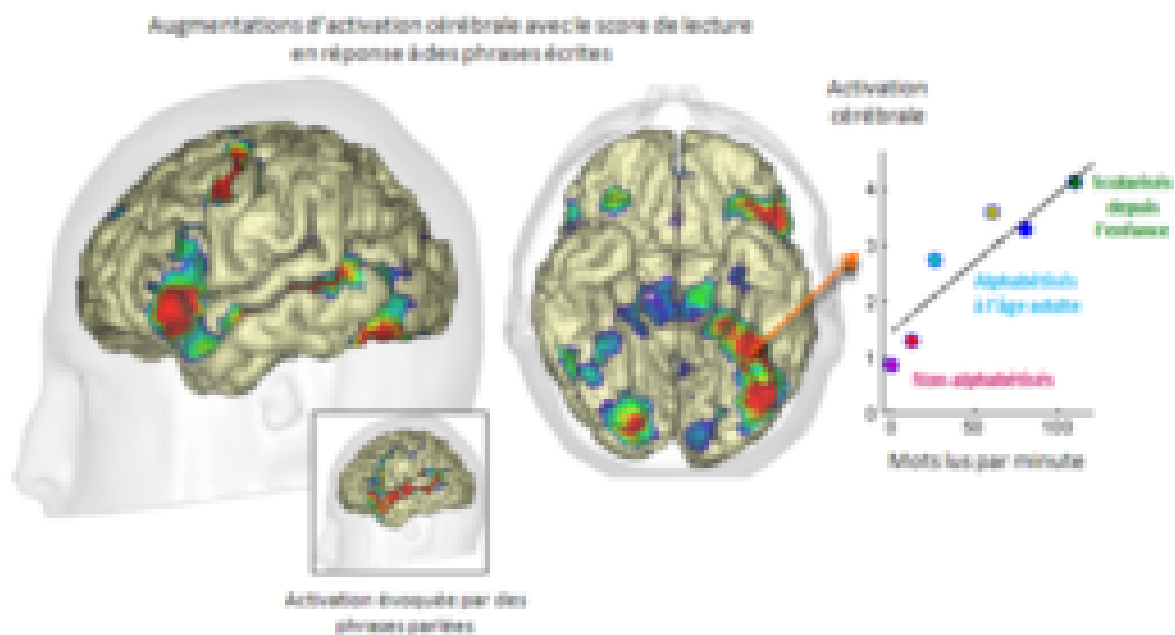 Augmentations d'activation cérébrale avec le score de lecture
en réponse à des phrases écrites
Activation
cérébrale
4
3
2
1
0
50
100
Mots lus par minute
Scolarisés
depuis
l'enfance
Alphabétisés
à l'âge adulte
Non-alphabétisés
Activation évoquée par des
phrases parlées